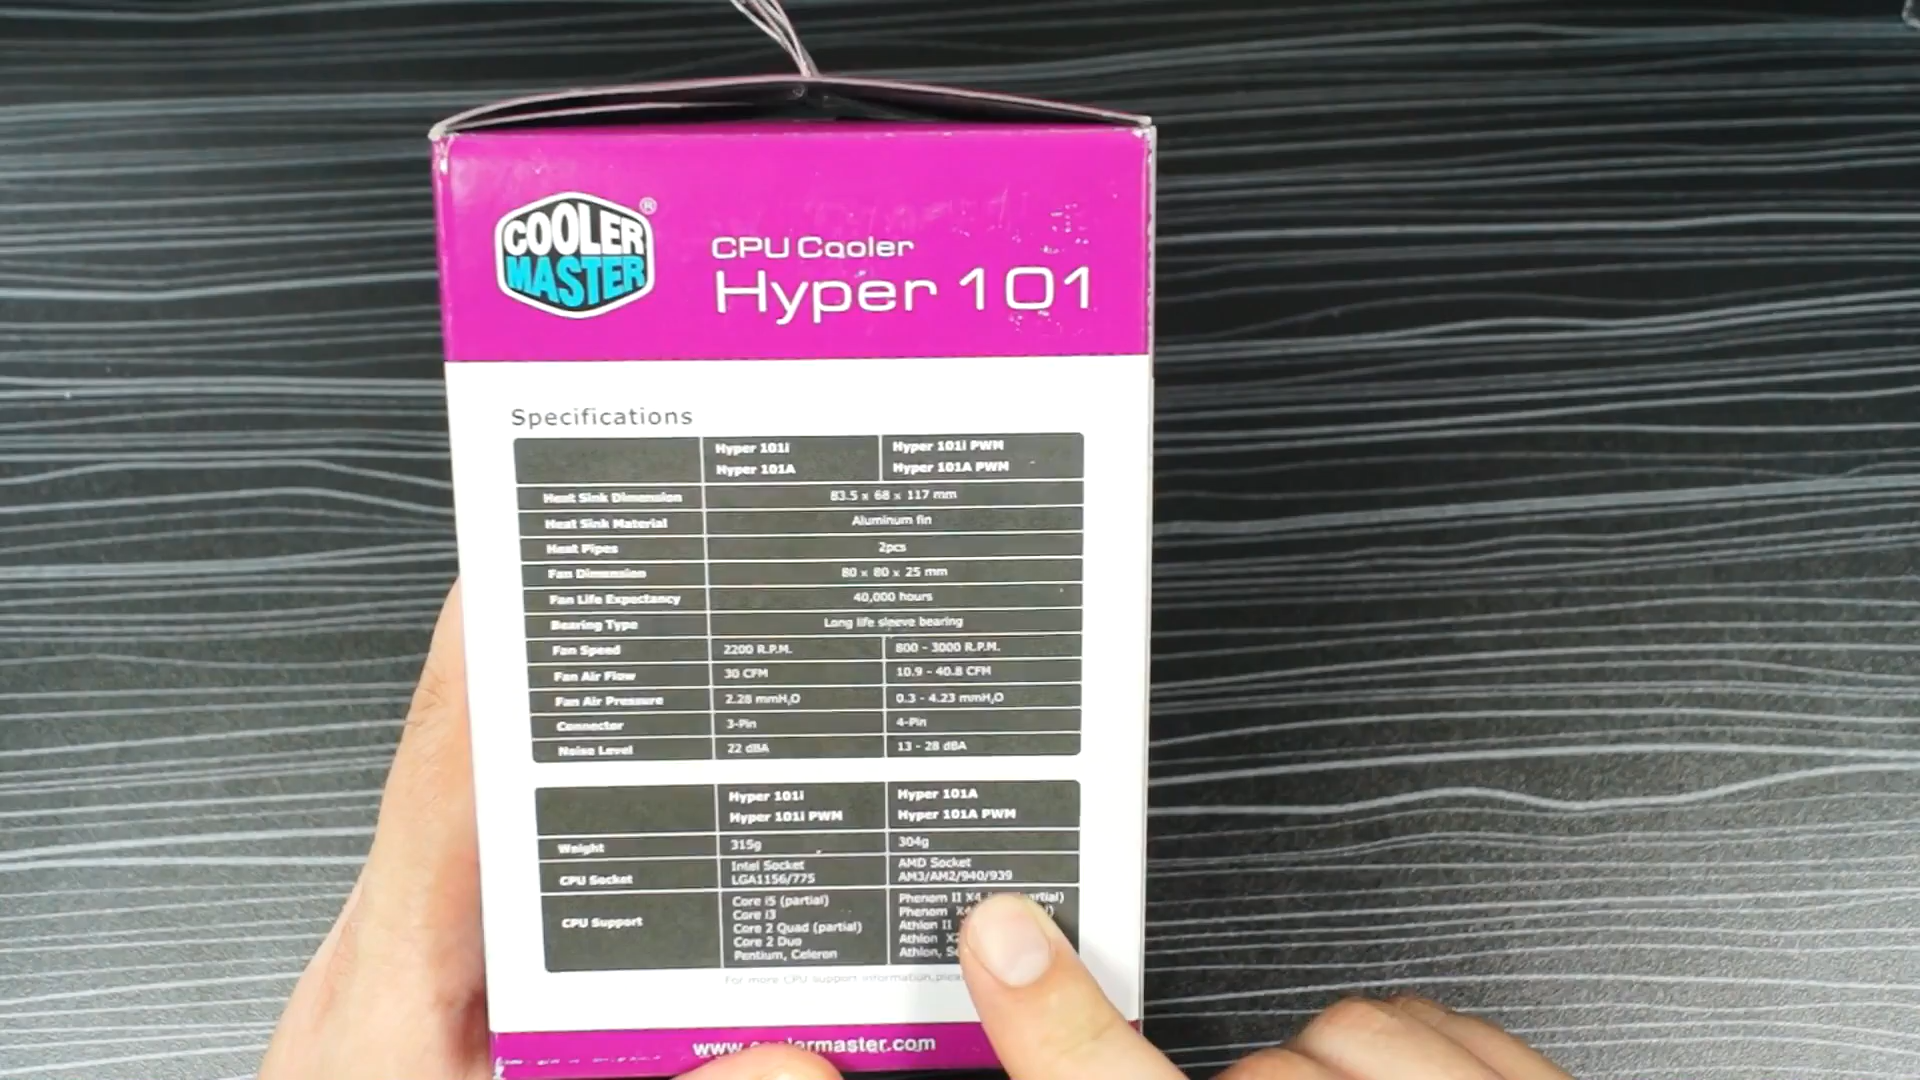 COOLER
MASTER
®
CPU Cooler
Hyper 101
Specifications
Hyper 101i
Hyper 101A
Hyper 101i PWM
Hyper 101A PWM
Heat Sink Dimension 83.5 x 68 x 117 mm
Heat Sink Material Aluminum fin
Heat Pipes 2pcs
Fan Dimension 80 x 80 x 25 mm
Fan Life Expectancy 40,000 hours
Bearing Type Long life sleeve bearing
Fan Speed 2200 R.P.M. 800 - 3000 R.P.M.
Fan Air Flow 30 CFM 10.9 - 40.8 CFM
Fan Air Pressure 2.28 mmH₂O 0.3 - 4.23 mmH₂O
Connector 3-Pin 4-Pin
Noise Level 22 dBA 13 - 28 dBA
Hyper 101i
Hyper 101i PWM
Hyper 101A
Hyper 101A PWM
Weight 315g 304g
CPU Socket
Intel Socket
LGA1156/775
AMD Socket
AM3/AM2/940/939
CPU Support
Core i5 (partial)
Core i3
Core 2 Quad (partial)
Core 2 Duo
Pentium, Celeron
Phenom II X4
Phenom
Athlon II
Athlon
Athlon,
For more CPU support information,